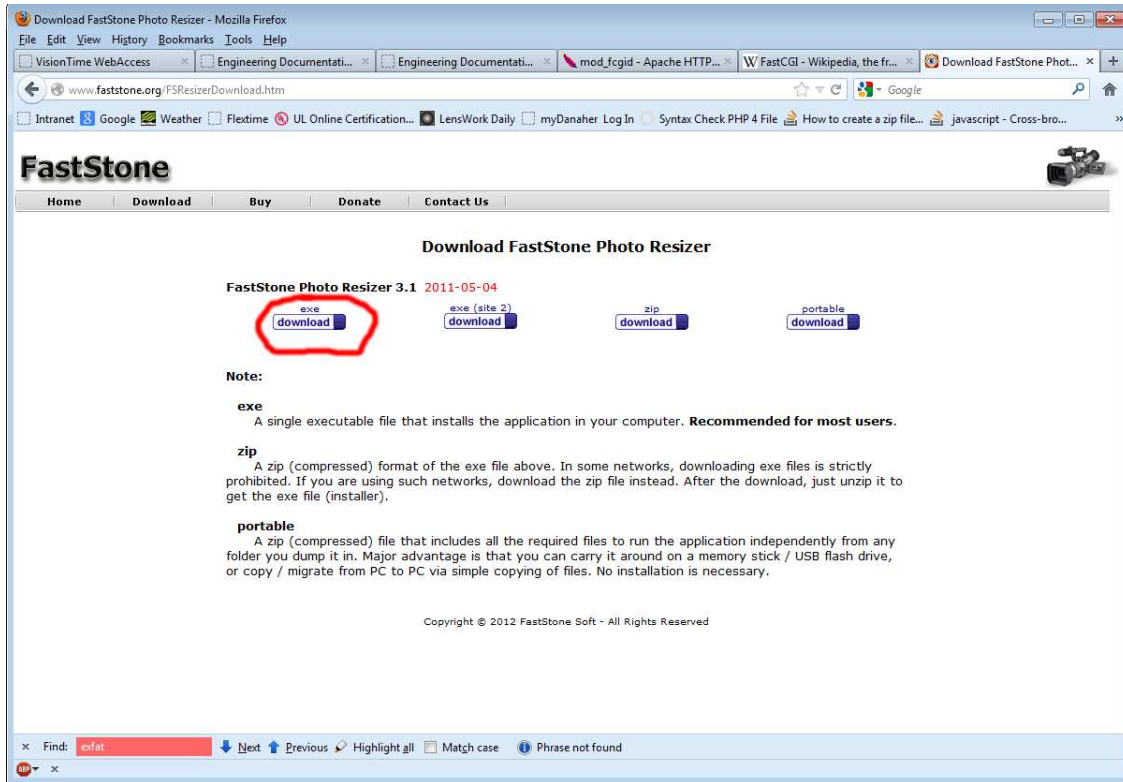 Download FastStone Photo Resizer - Mozilla Firefox
File Edit View History Bookmarks Tools Help
VisionTime WebAccess
Engineering Documentati...
Engineering Documentati...
mod_fcgid - Apache HTTP...
W FastCGI - Wikipedia, the fr...
Download FastStone Phot...
www.faststone.org/FSResizerDownload.htm
Google
Intranet
Google
Weather
Flextime
UL Online Certification...
LensWork Daily
myDanaher Log In
Syntax Check PHP 4 File
How to create a zip file...
javascript - Cross-bro...
FastStone
Home Download Buy Donate Contact Us
Download FastStone Photo Resizer
FastStone Photo Resizer 3.1 2011-05-04
exe exe (site 2) zip portable
download download download download
Note:
exe
A single executable file that installs the application in your computer. Recommended for most users.
zip
A zip (compressed) format of the exe file above. In some networks, downloading exe files is strictly
prohibited. If you are using such networks, download the zip file instead. After the download, just unzip it to
get the exe file (installer).
portable
A zip (compressed) file that includes all the required files to run the application independently from any
folder you dump it in. Major advantage is that you can carry it around on a memory stick / USB flash drive,
or copy / migrate from PC to PC via simple copying of files. No installation is necessary.
Copyright © 2012 FastStone Soft - All Rights Reserved
× Find: exfat Next Previous Highlight all Match case Phrase not found
ABP ×